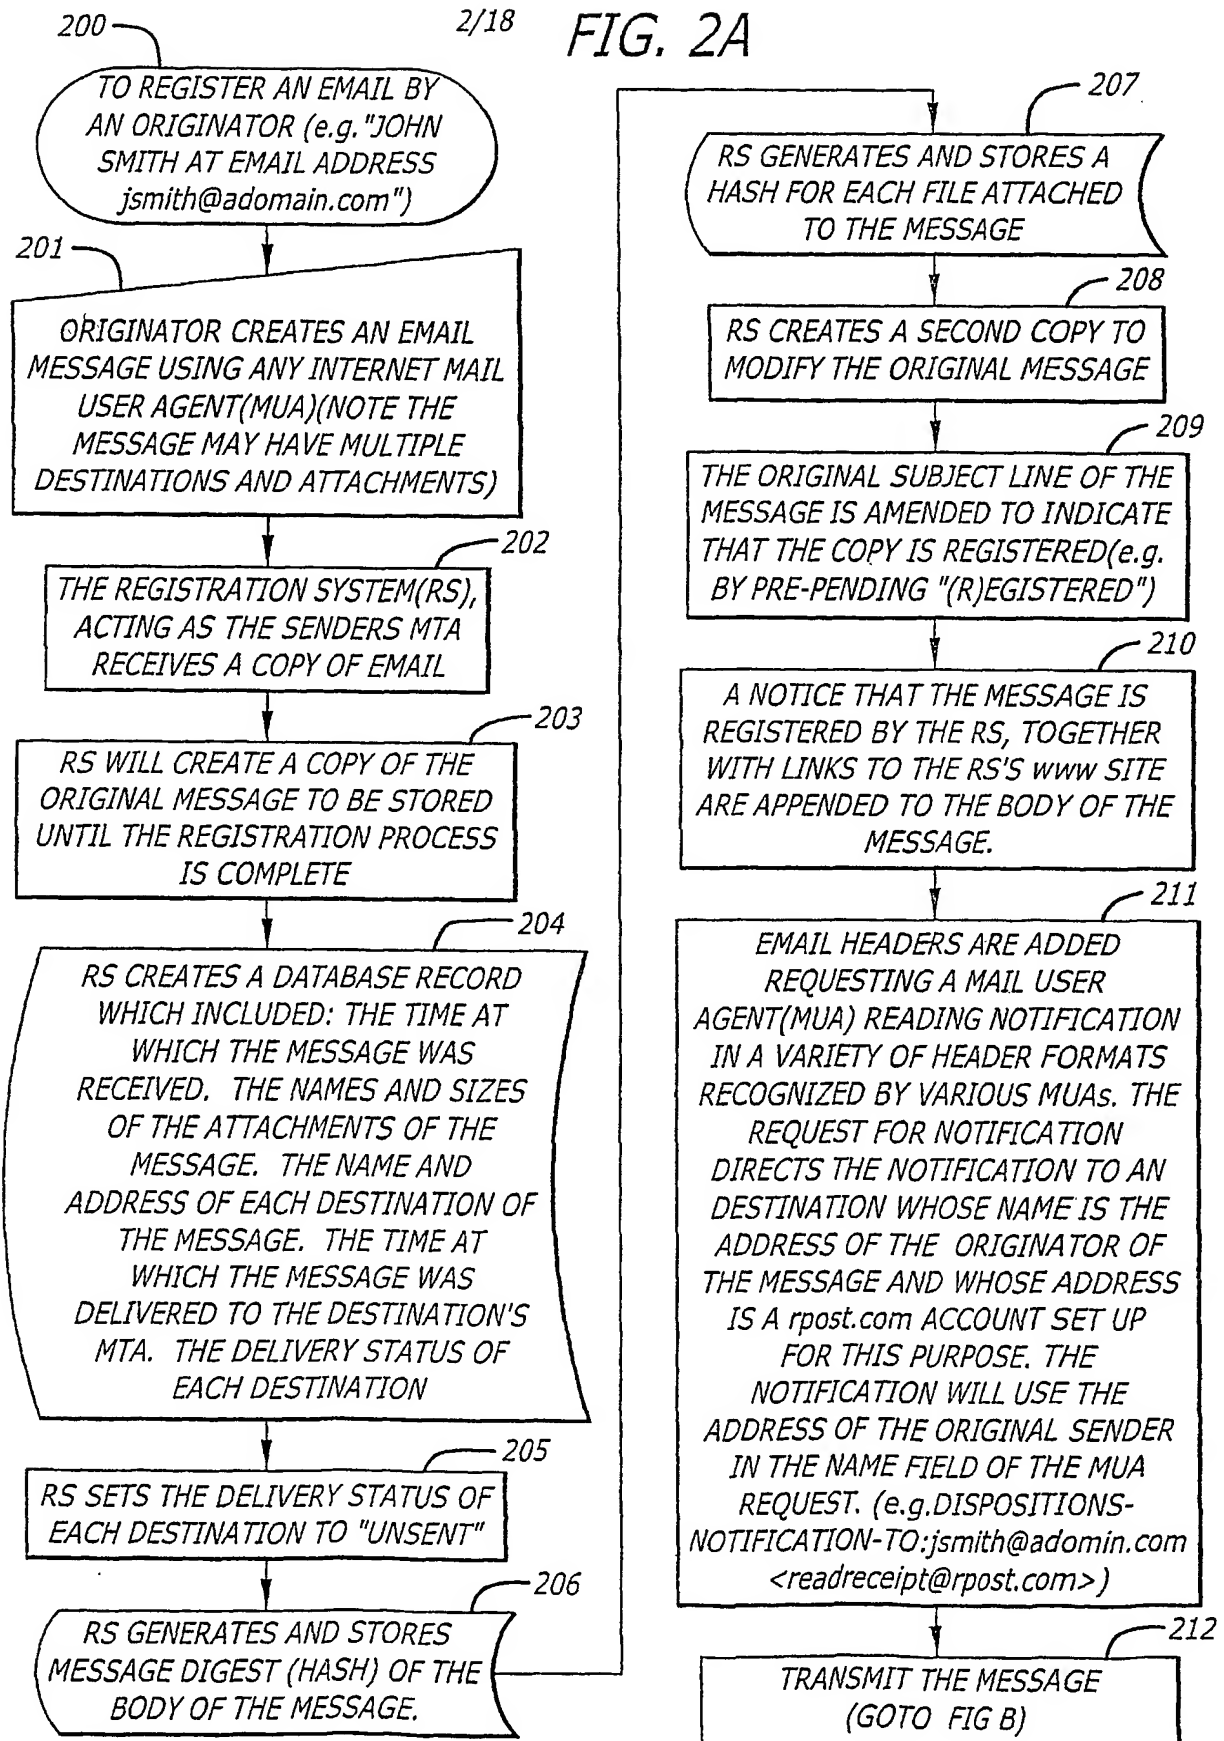 2/18
FIG. 2A
200
TO REGISTER AN EMAIL BY
AN ORIGINATOR (e.g. "JOHN
SMITH AT EMAIL ADDRESS
jsmith@adomain.com")
201
ORIGINATOR CREATES AN EMAIL
MESSAGE USING ANY INTERNET MAIL
USER AGENT(MUA)(NOTE THE
MESSAGE MAY HAVE MULTIPLE
DESTINATIONS AND ATTACHMENTS)
202
THE REGISTRATION SYSTEM(RS),
ACTING AS THE SENDERS MTA
RECEIVES A COPY OF EMAIL
203
RS WILL CREATE A COPY OF THE
ORIGINAL MESSAGE TO BE STORED
UNTIL THE REGISTRATION PROCESS
IS COMPLETE
204
RS CREATES A DATABASE RECORD
WHICH INCLUDED: THE TIME AT
WHICH THE MESSAGE WAS
RECEIVED. THE NAMES AND SIZES
OF THE ATTACHMENTS OF THE
MESSAGE. THE NAME AND
ADDRESS OF EACH DESTINATION OF
THE MESSAGE. THE TIME AT
WHICH THE MESSAGE WAS
DELIVERED TO THE DESTINATION'S
MTA. THE DELIVERY STATUS OF
EACH DESTINATION
205
RS SETS THE DELIVERY STATUS OF
EACH DESTINATION TO "UNSENT"
206
RS GENERATES AND STORES
MESSAGE DIGEST (HASH) OF THE
BODY OF THE MESSAGE.
207
RS GENERATES AND STORES A
HASH FOR EACH FILE ATTACHED
TO THE MESSAGE
208
RS CREATES A SECOND COPY TO
MODIFY THE ORIGINAL MESSAGE
209
THE ORIGINAL SUBJECT LINE OF THE
MESSAGE IS AMENDED TO INDICATE
THAT THE COPY IS REGISTERED(e.g.
BY PRE-PENDING "(R)EGISTERED")
210
A NOTICE THAT THE MESSAGE IS
REGISTERED BY THE RS, TOGETHER
WITH LINKS TO THE RS'S www SITE
ARE APPENDED TO THE BODY OF THE
MESSAGE.
211
EMAIL HEADERS ARE ADDED
REQUESTING A MAIL USER
AGENT(MUA) READING NOTIFICATION
IN A VARIETY OF HEADER FORMATS
RECOGNIZED BY VARIOUS MUAs. THE
REQUEST FOR NOTIFICATION
DIRECTS THE NOTIFICATION TO AN
DESTINATION WHOSE NAME IS THE
ADDRESS OF THE ORIGINATOR OF
THE MESSAGE AND WHOSE ADDRESS
IS A rpost.com ACCOUNT SET UP
FOR THIS PURPOSE. THE
NOTIFICATION WILL USE THE
ADDRESS OF THE ORIGINAL SENDER
IN THE NAME FIELD OF THE MUA
REQUEST. (e.g.DISPOSITIONS-
NOTIFICATION-TO:jsmith@adomin.com
<readreceipt@rpost.com>)
212
TRANSMIT THE MESSAGE
(GOTO FIG B)